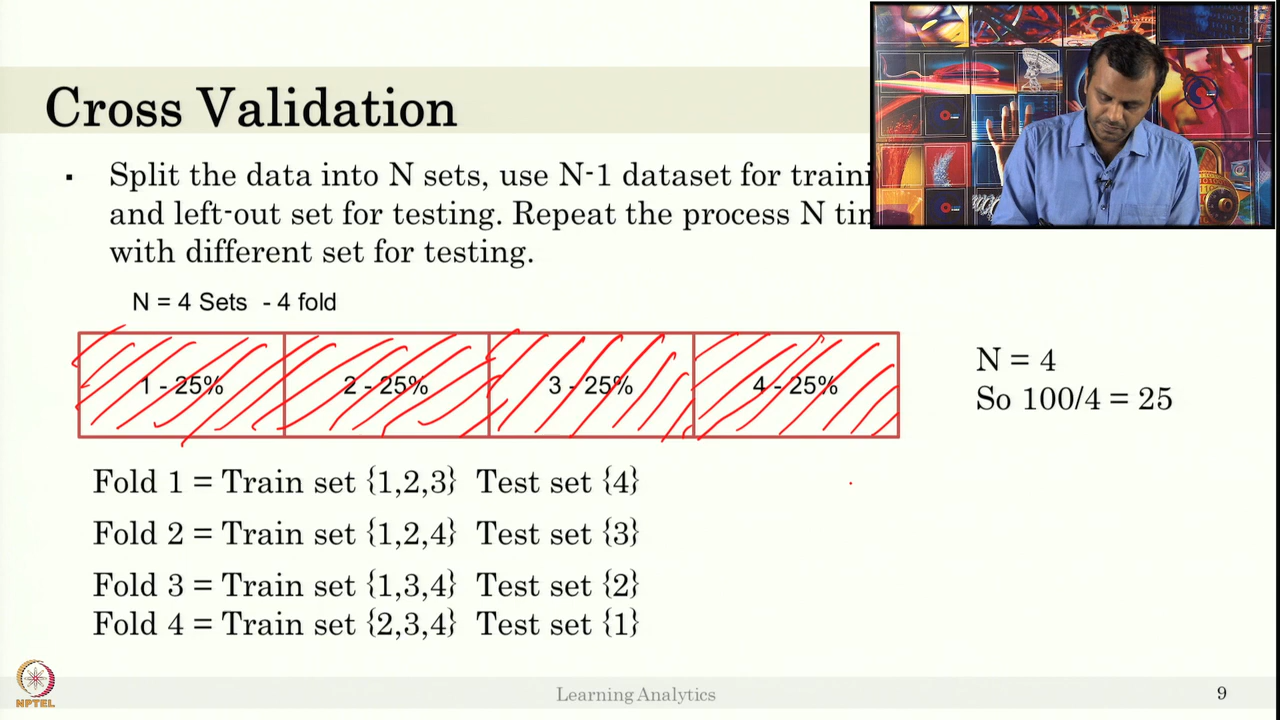 Cross Validation
▪ Split the data into N sets, use N-1 dataset for traini
and left-out set for testing. Repeat the process N tim
with different set for testing.
N = 4 Sets - 4 fold
1 - 25% 2 - 25% 3 - 25% 4 - 25%
N = 4
So 100/4 = 25
Fold 1 = Train set {1,2,3} Test set {4}
Fold 2 = Train set {1,2,4} Test set {3}
Fold 3 = Train set {1,3,4} Test set {2}
Fold 4 = Train set {2,3,4} Test set {1}
NPTEL
Learning Analytics
9